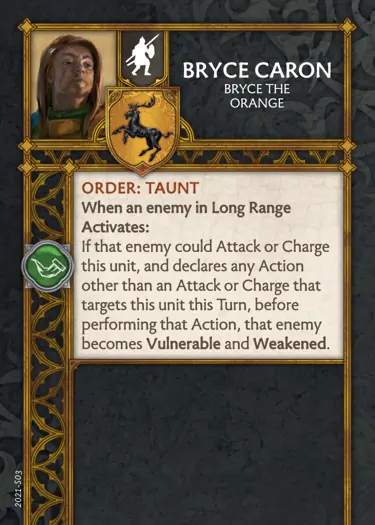 BRYCE CARON
BRYCE THE
ORANGE
ORDER: TAUNT
When an enemy in Long Range
Activates:
If that enemy could Attack or Charge
this unit, and declares any Action
other than an Attack or Charge that
targets this unit this Turn, before
performing that Action, that enemy
becomes Vulnerable and Weakened.
2021-S03